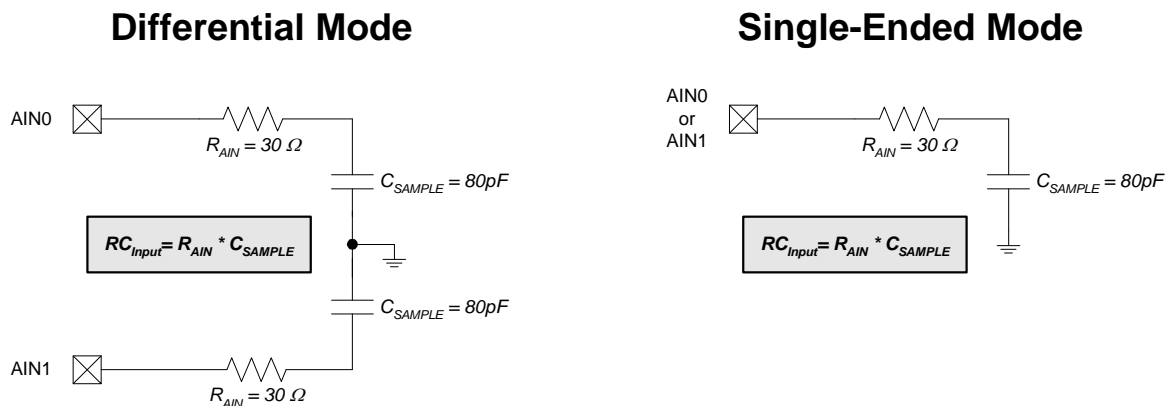 Differential Mode
AIN0
R_AIN = 30 Ω
C_SAMPLE = 80pF
RC_Input= R_AIN * C_SAMPLE
C_SAMPLE = 80pF
AIN1
R_AIN = 30 Ω
Single-Ended Mode
AIN0
or
AIN1
R_AIN = 30 Ω
C_SAMPLE = 80pF
RC_Input= R_AIN * C_SAMPLE